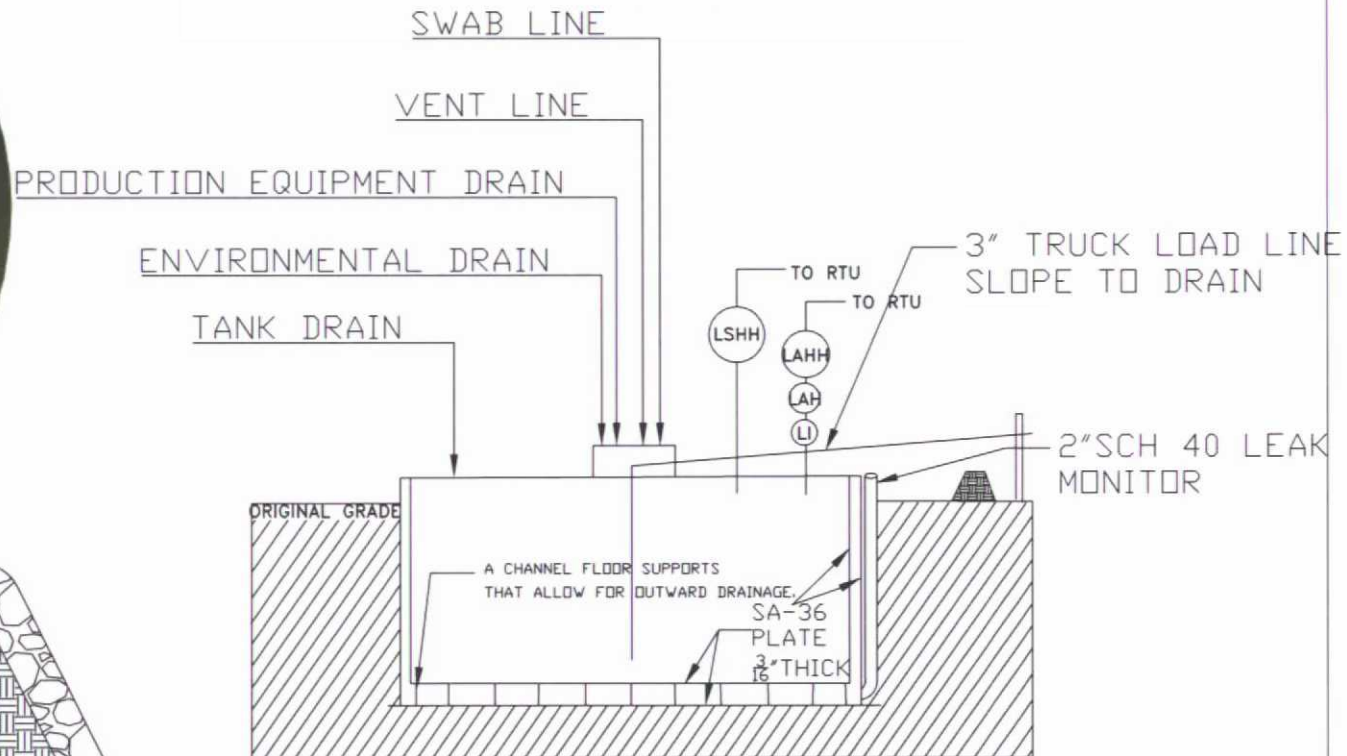 SWAB LINE
VENT LINE
PRODUCTION EQUIPMENT DRAIN
ENVIRONMENTAL DRAIN
TANK DRAIN
TO RTU
TO RTU
3" TRUCK LOAD LINE
SLOPE TO DRAIN
LSHH
LAHH
LAH
LI
2"SCH 40 LEAK
MONITOR
ORIGINAL GRADE
A CHANNEL FLOOR SUPPORTS
THAT ALLOW FOR OUTWARD DRAINAGE.
SA-36
PLATE
3/16"THICK